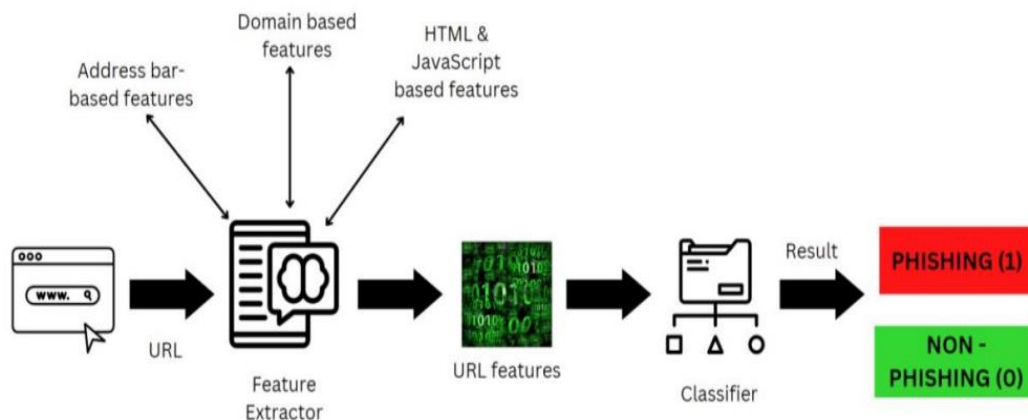 Domain based
features
HTML &
JavaScript
based features
Address bar-
based features
www.
URL
Feature
Extractor
1010
URL features
Classifier
Result
PHISHING (1)
NON -
PHISHING (0)